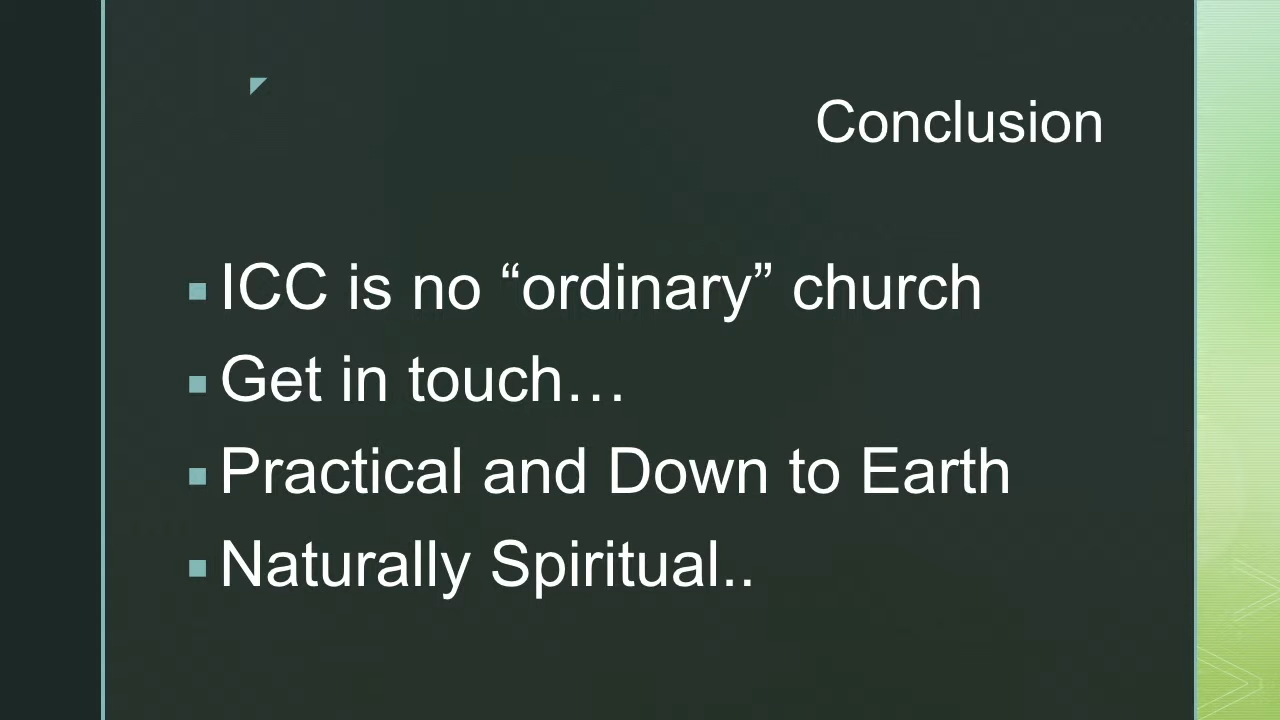 Conclusion
ICC is no “ordinary” church
Get in touch…
Practical and Down to Earth
Naturally Spiritual..